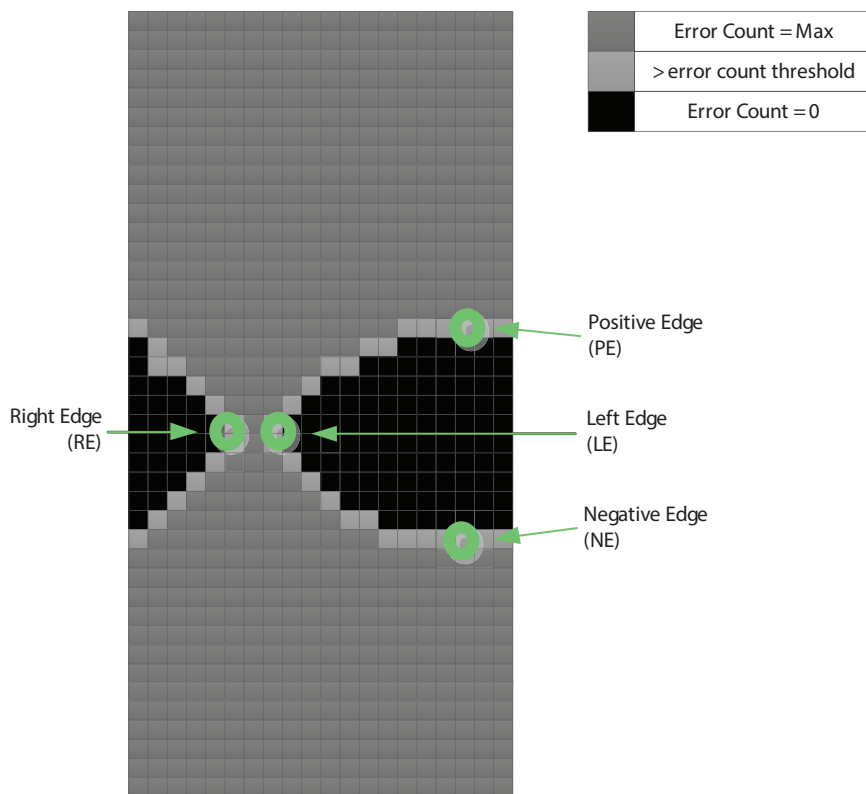 Error Count = Max
> error count threshold
Error Count = 0
Positive Edge
(PE)
Right Edge
(RE)
Left Edge
(LE)
Negative Edge
(NE)